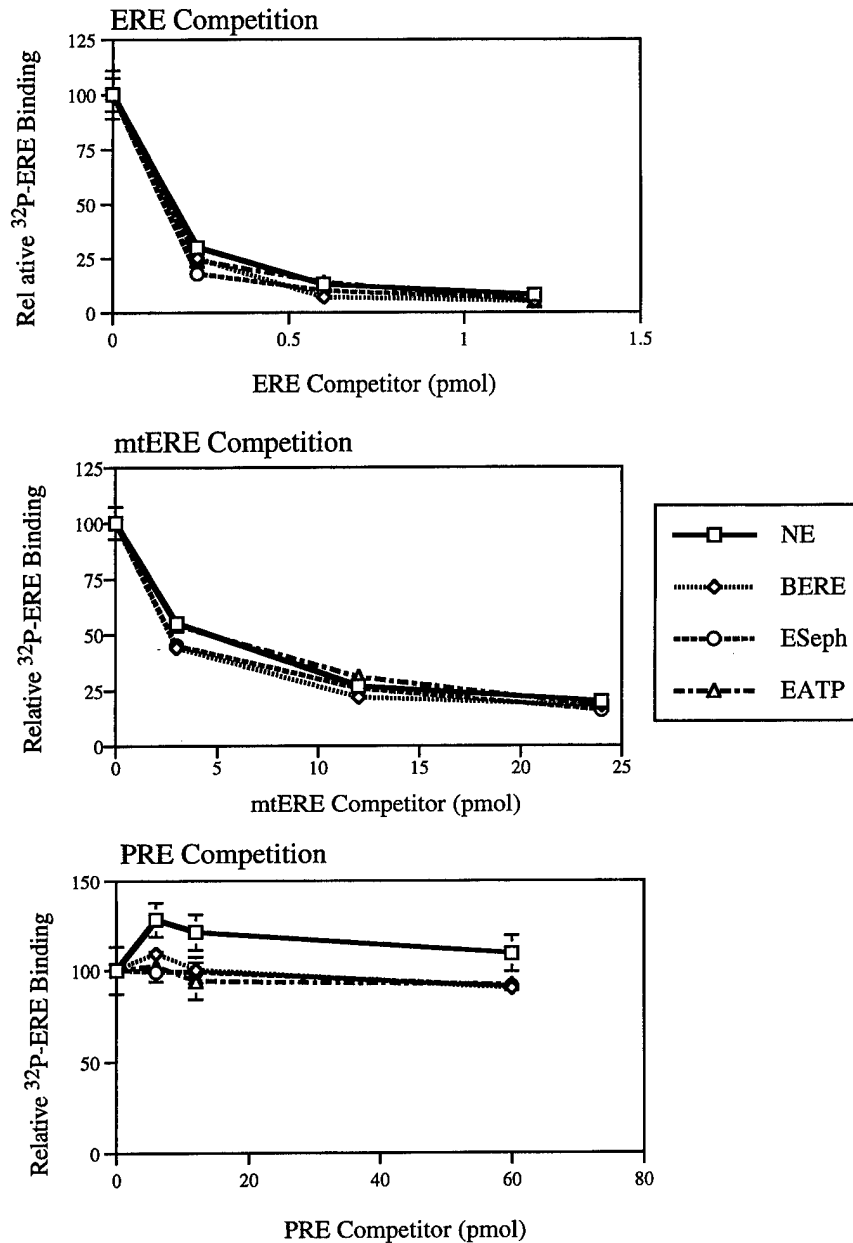 ERE Competition
125
100
75
50
25
0
0
0.5
1
1.5
Rel ative ³²P-ERE Binding
ERE Competitor (pmol)
mtERE Competition
125
100
75
50
25
0
0
5
10
15
20
25
Relative ³²P-ERE Binding
mtERE Competitor (pmol)
NE
BERE
ESeph
EATP
PRE Competition
150
100
50
0
0
20
40
60
80
Relative ³²P-ERE Binding
PRE Competitor (pmol)